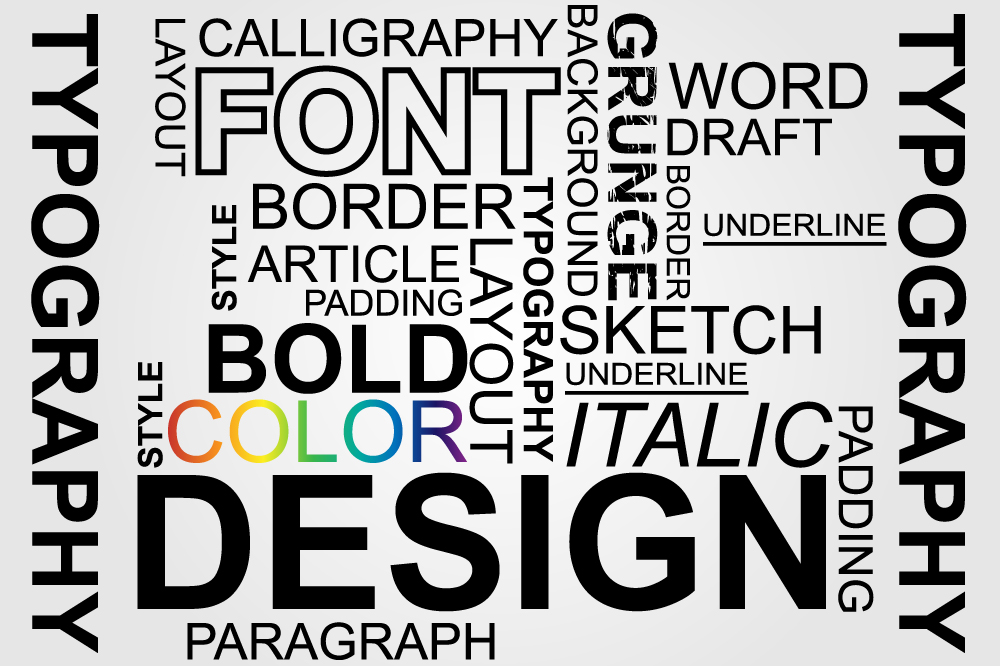 TYPOGRAPHY
LAYOUT
CALLIGRAPHY
FONT
BACKGROUND
GRUNGE
WORD
DRAFT
BORDER
UNDERLINE
STYLE
BORDER
ARTICLE
PADDING
LAYOUT
TYPOGRAPHY
SKETCH
UNDERLINE
BOLD
STYLE
COLOR
ITALIC
PADDING
DESIGN
PARAGRAPH
TYPOGRAPHY